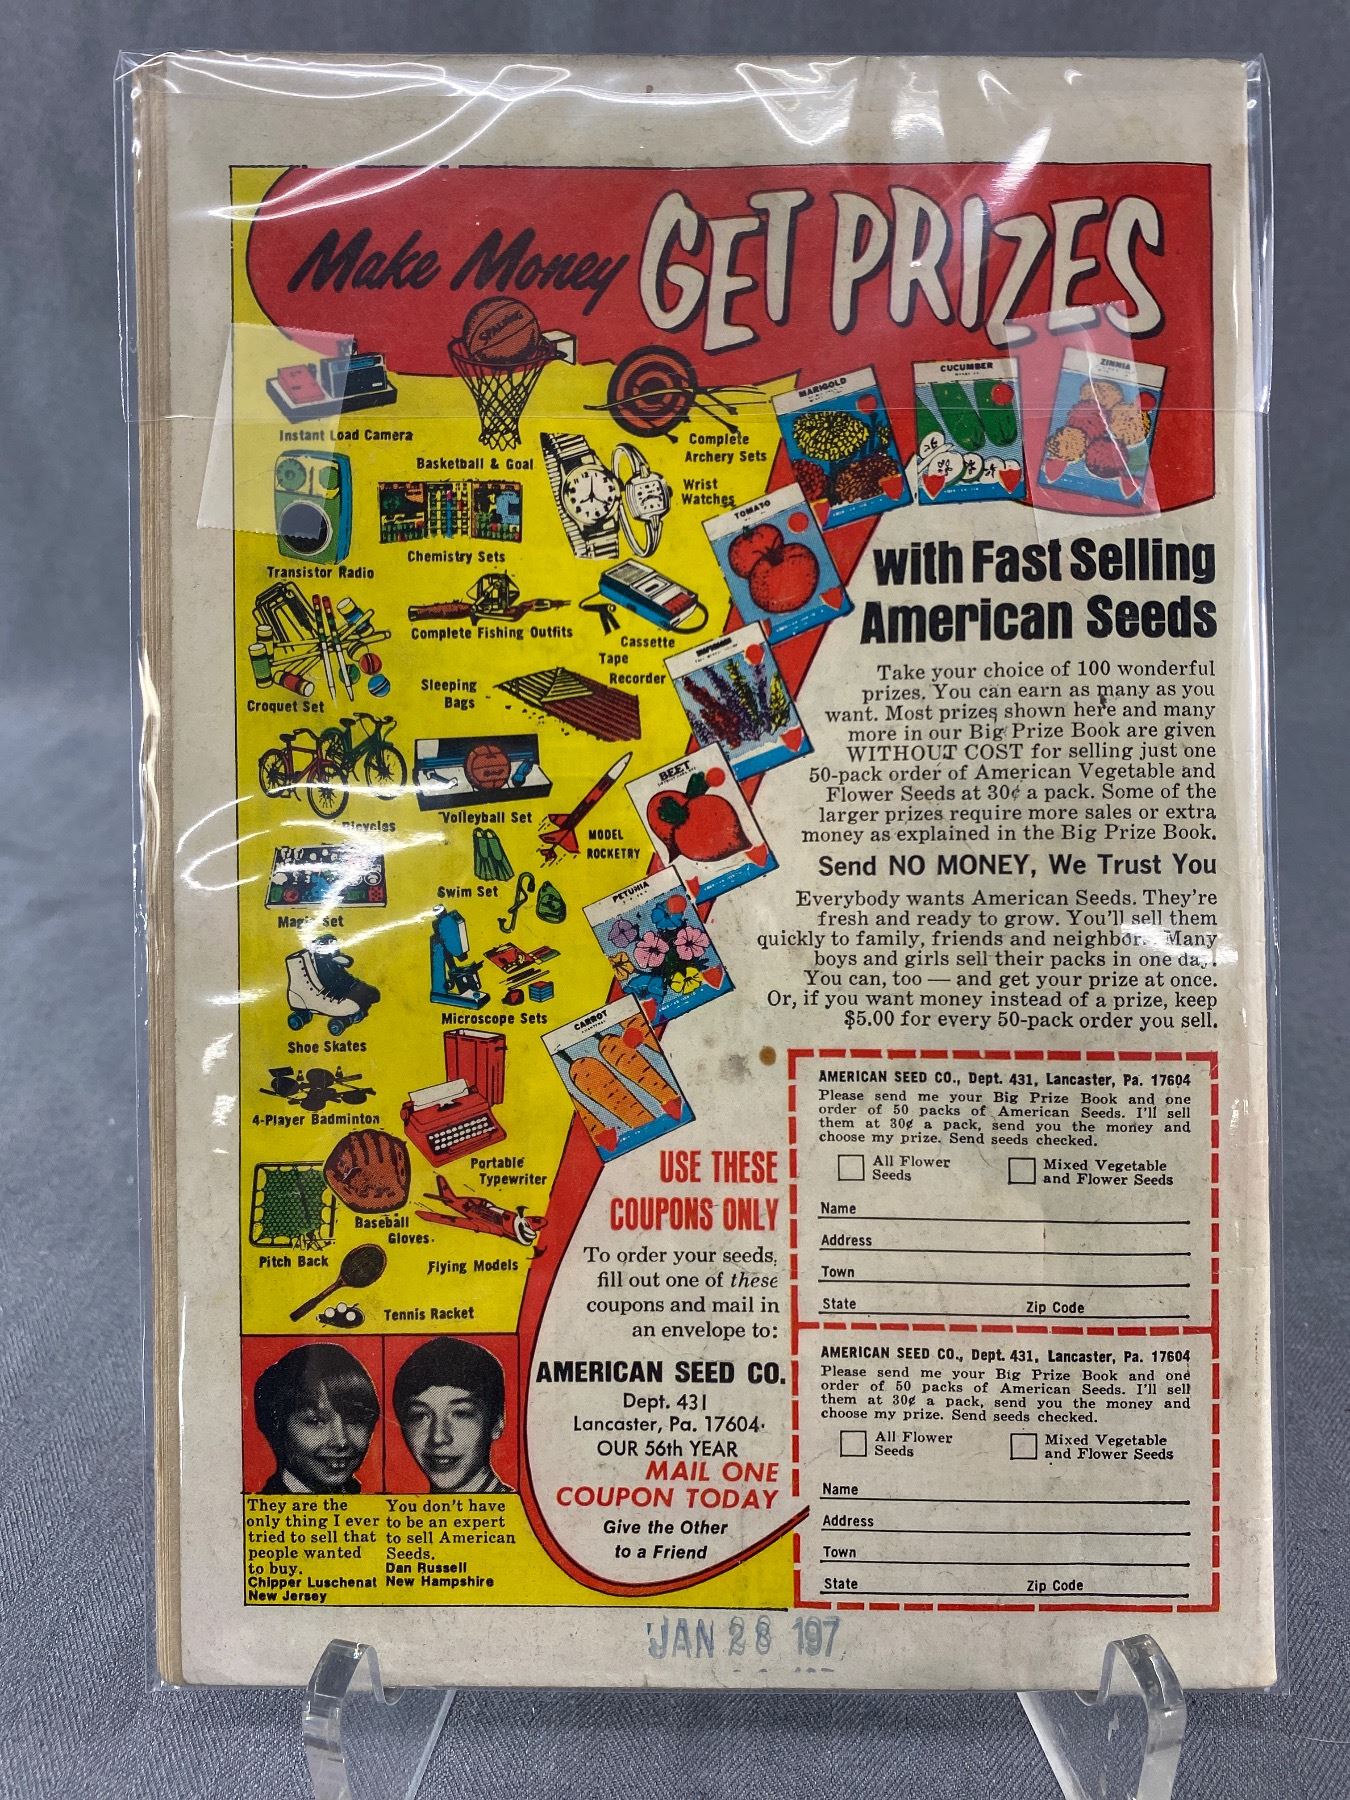 Make Money GET PRIZES
SPALDING
Instant Load Camera
Basketball & Goal
Complete
Archery Sets
MARIGOLD
CUCUMBER
ZINNIA
Wrist
Watches
TOMATO
Chemistry Sets
Transistor Radio
Complete Fishing Outfits
Cassette
Tape
Recorder
Sleeping
Bags
Croquet Set
Bicycles
Volleyball Set
MODEL
ROCKETRY
BEET
Swim Set
Magic Set
PETUNIA
Microscope Sets
Shoe Skates
CARROT
4-Player Badminton
Portable
Typewriter
Baseball
Gloves
Pitch Back
Flying Models
Tennis Racket
with Fast Selling
American Seeds
Take your choice of 100 wonderful
prizes. You can earn as many as you
want. Most prizes shown here and many
more in our Big Prize Book are given
WITHOUT COST for selling just one
50-pack order of American Vegetable and
Flower Seeds at 30¢ a pack. Some of the
larger prizes require more sales or extra
money as explained in the Big Prize Book.
Send NO MONEY, We Trust You
Everybody wants American Seeds. They're
fresh and ready to grow. You'll sell them
quickly to family, friends and neighbor. Many
boys and girls sell their packs in one day.
You can, too — and get your prize at once.
Or, if you want money instead of a prize, keep
$5.00 for every 50-pack order you sell.
USE THESE
COUPONS ONLY
To order your seeds,
fill out one of these
coupons and mail in
an envelope to:
AMERICAN SEED CO.
Dept. 431
Lancaster, Pa. 17604
OUR 56th YEAR
MAIL ONE
COUPON TODAY
Give the Other
to a Friend
AMERICAN SEED CO., Dept. 431, Lancaster, Pa. 17604
Please send me your Big Prize Book and one
order of 50 packs of American Seeds. I'll sell
them at 30¢ a pack, send you the money and
choose my prize. Send seeds checked.
All Flower
Seeds
Mixed Vegetable
and Flower Seeds
Name
Address
Town
State Zip Code
AMERICAN SEED CO., Dept. 431, Lancaster, Pa. 17604
Please send me your Big Prize Book and one
order of 50 packs of American Seeds. I'll sell
them at 30¢ a pack, send you the money and
choose my prize. Send seeds checked.
All Flower
Seeds
Mixed Vegetable
and Flower Seeds
Name
Address
Town
State Zip Code
They are the
only thing I ever
tried to sell that
people wanted
to buy.
Chipper Luschenat
New Jersey
You don't have
to be an expert
to sell American
Seeds.
Dan Russell
New Hampshire
JAN 28 197